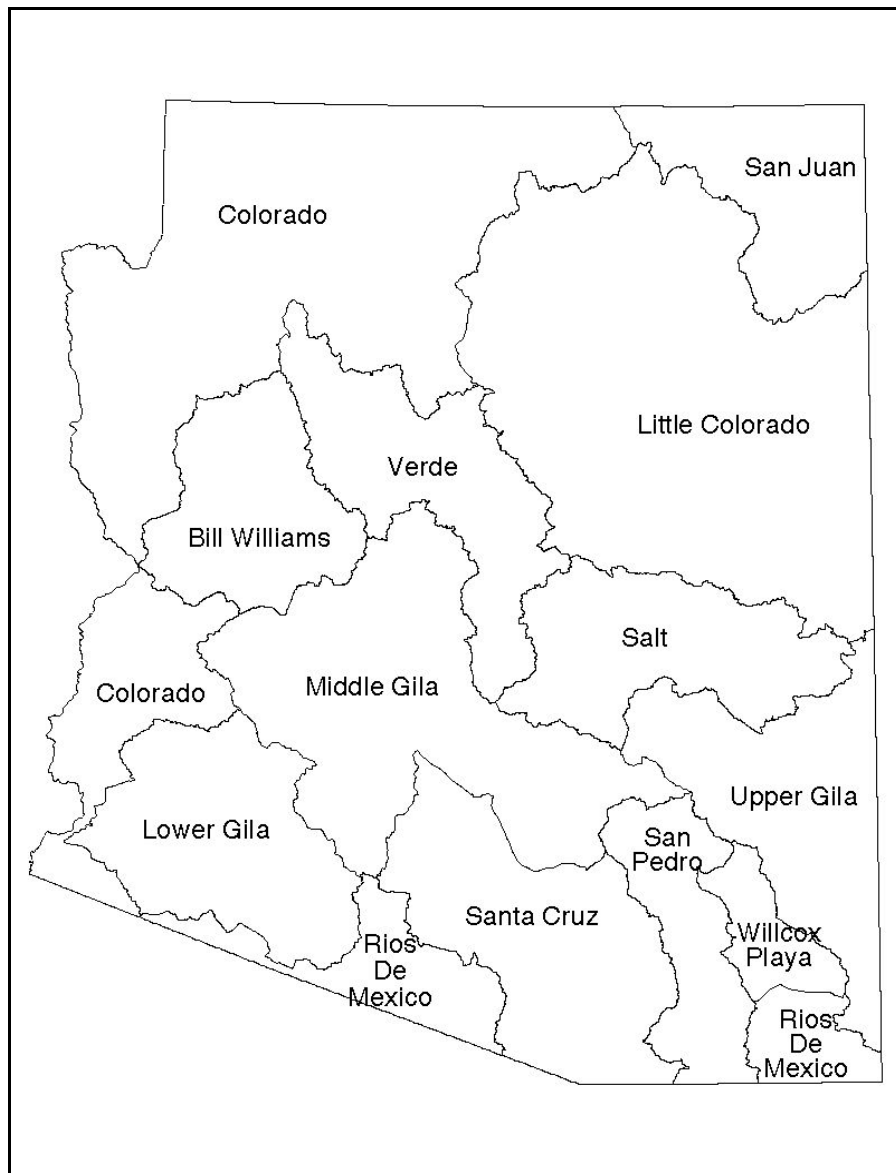 San Juan
Colorado
Little Colorado
Verde
Bill Williams
Salt
Middle Gila
Colorado
Upper Gila
Lower Gila
San
Pedro
Santa Cruz
Willcox
Playa
Rios
De
Mexico
Rios
De
Mexico